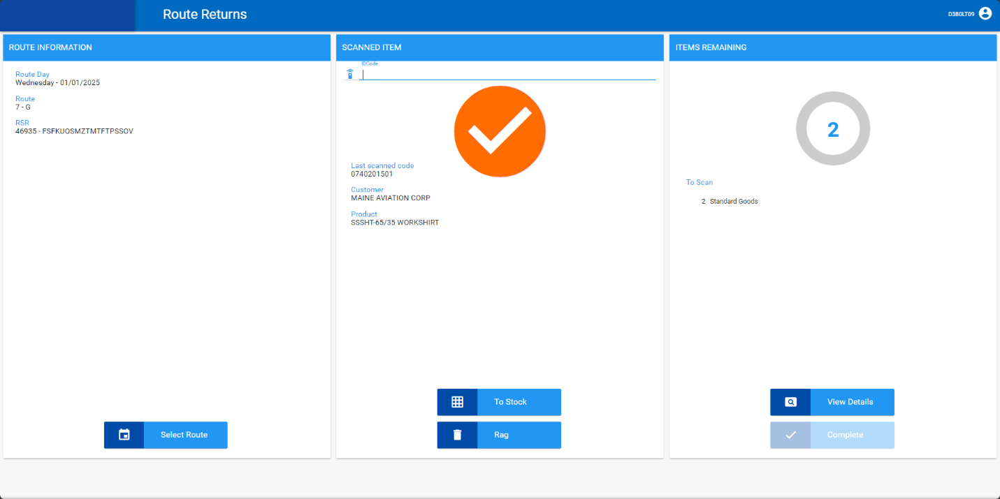 Route Returns
D380LT09
ROUTE INFORMATION
Route Day
Wednesday - 01/01/2025
Route
7 - G
RSR
46935 - FSFKUOSMZTMTFTPSSOV
Select Route
SCANNED ITEM
IDCode
Last scanned code
0740201501
Customer
MAINE AVIATION CORP
Product
SSSHT-65/35 WORKSHIRT
To Stock
Rag
ITEMS REMAINING
2
To Scan
2 Standard Goods
View Details
Complete